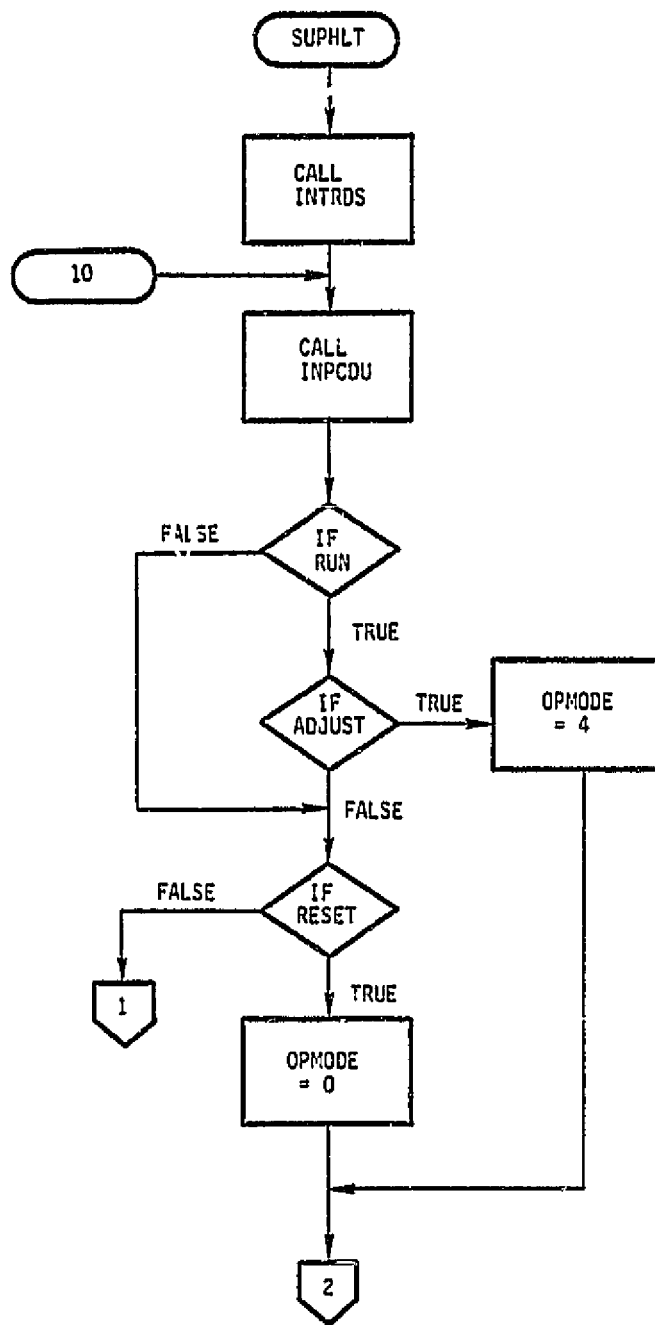 SUPHLT
CALL
INTRDS
10
CALL
INPCDU
FALSE
IF
RUN
TRUE
IF
ADJUST
TRUE
OPMODE
= 4
FALSE
FALSE
IF
RESET
1
TRUE
OPMODE
= 0
2